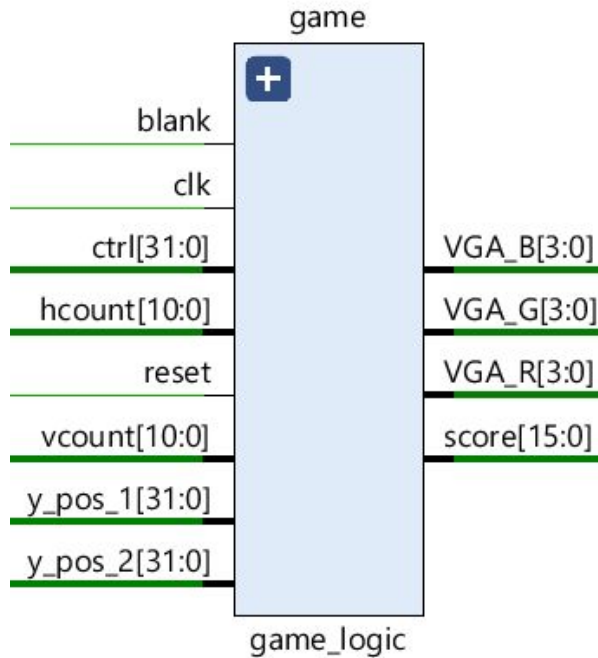 game
blank
clk
ctrl[31:0]
hcount[10:0]
reset
vcount[10:0]
y_pos_1[31:0]
y_pos_2[31:0]
VGA_B[3:0]
VGA_G[3:0]
VGA_R[3:0]
score[15:0]
game_logic